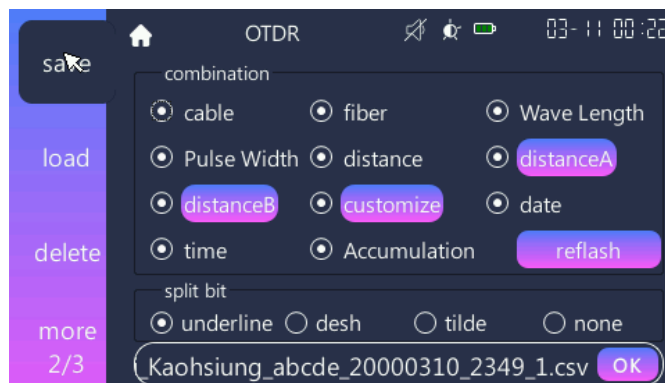 OTDR 03-11 00:22
save
combination
cable fiber Wave Length
load
Pulse Width distance distanceA
distanceB customize date
delete
time Accumulation reflash
split bit
more
underline desh tilde none
2/3
_Kaohsiung_abcde_20000310_2349_1.csv OK